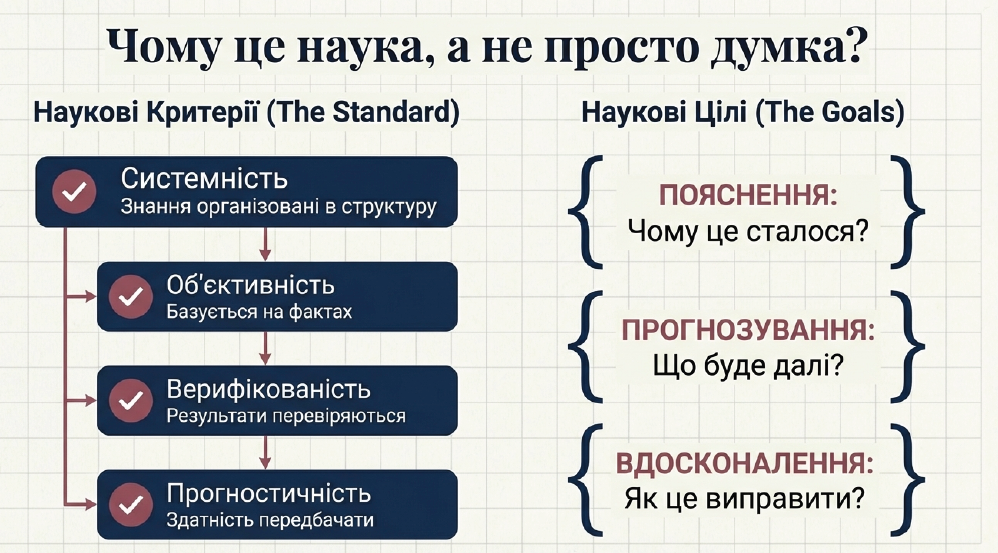 Чому це наука, а не просто думка?
Наукові Критерії (The Standard)
Системність
Знання організовані в структуру
Об'єктивність
Базується на фактах
Верифікованість
Результати перевіряються
Прогностичність
Здатність передбачати
Наукові Цілі (The Goals)
ПОЯСНЕННЯ:
Чому це сталося?
ПРОГНОЗУВАННЯ:
Що буде далі?
ВДОСКОНАЛЕННЯ:
Як це виправити?